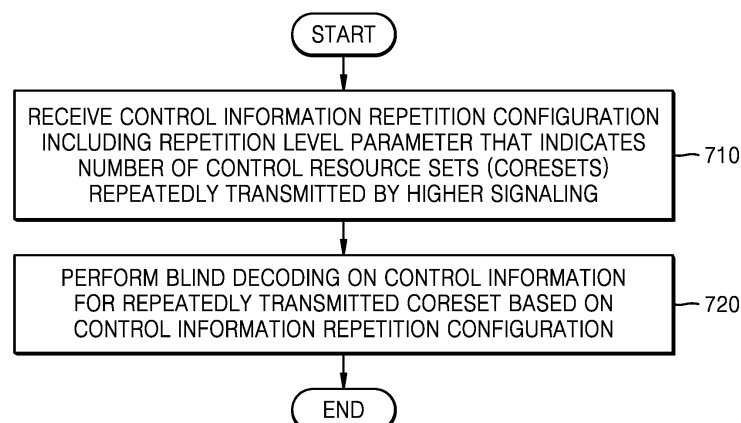 START
RECEIVE CONTROL INFORMATION REPETITION CONFIGURATION
INCLUDING REPETITION LEVEL PARAMETER THAT INDICATES
NUMBER OF CONTROL RESOURCE SETS (CORESETS)
REPEATEDLY TRANSMITTED BY HIGHER SIGNALING
710
PERFORM BLIND DECODING ON CONTROL INFORMATION
FOR REPEATEDLY TRANSMITTED CORESET BASED ON
CONTROL INFORMATION REPETITION CONFIGURATION
720
END